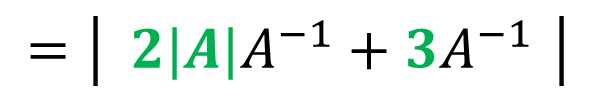 = | 2|A|A⁻¹ + 3A⁻¹ |